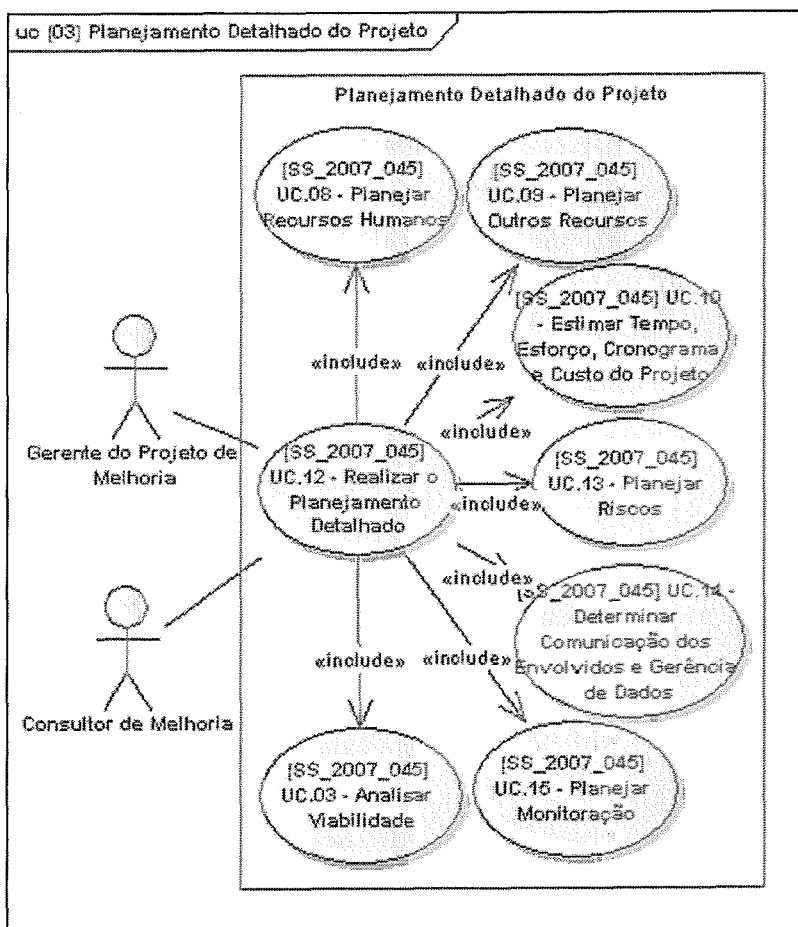 uc [03] Planejamento Detalhado do Projeto
Planejamento Detalhado do Projeto
[SS_2007_045]
UC.08 - Planejar
Recursos Humanos
[SS_2007_045]
UC.09 - Planejar
Outros Recursos
[SS_2007_045] UC.10
- Estimar Tempo,
Esforço, Cronograma
e Custo do Projeto
«include»
«include»
«include»
Gerente do Projeto de
Melhoria
[SS_2007_045]
UC.12 - Realizar o
Planejamento
Detalhado
[SS_2007_045]
UC.13 - Planejar
Riscos
«include»
«include»
[SS_2007_045] UC.14 -
Determinar
Comunicação dos
Envolvidos e Gerência
de Dados
«include»
«include»
Consultor de Melhoria
[SS_2007_045]
UC.03 - Analisar
Viabilidade
[SS_2007_045]
UC.15 - Planejar
Monitoração